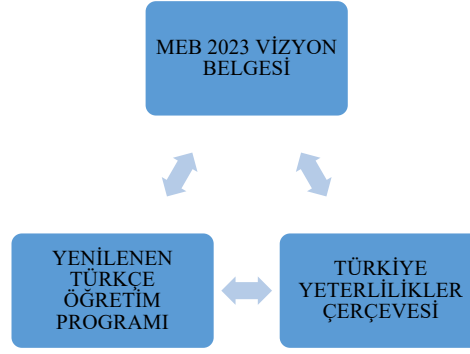 MEB 2023 VİZYON
BELGESİ
YENİLENEN
TÜRKÇE
ÖĞRETİM
PROGRAMI
TÜRKİYE
YETERLİLİKLER
ÇERÇEVESİ